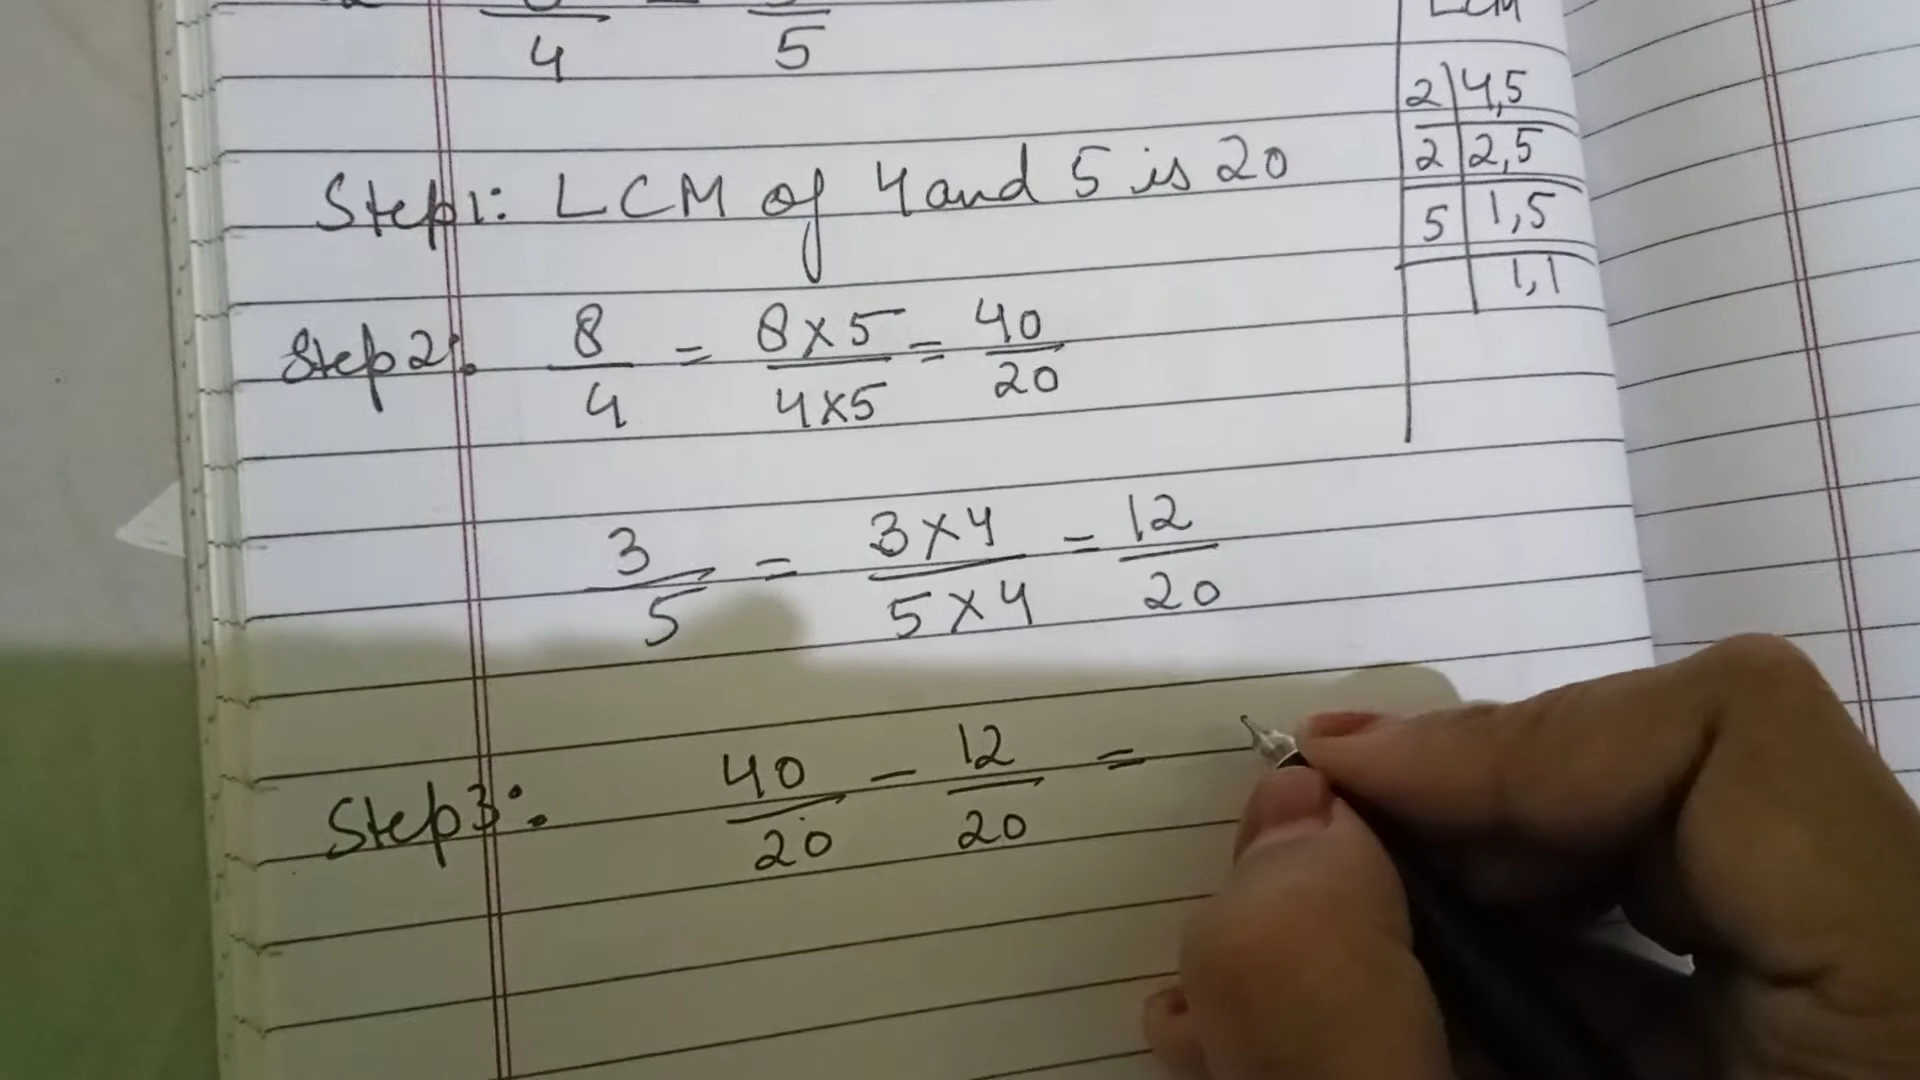 LCM
4 - 5
2 | 4,5
2 | 2,5
5 | 1,5
1,1
Step1: LCM of 4 and 5 is 20
Step2: 8/4 = 8×5/4×5 = 40/20
3/5 = 3×4/5×4 = 12/20
Step3: 40/20 - 12/20 =